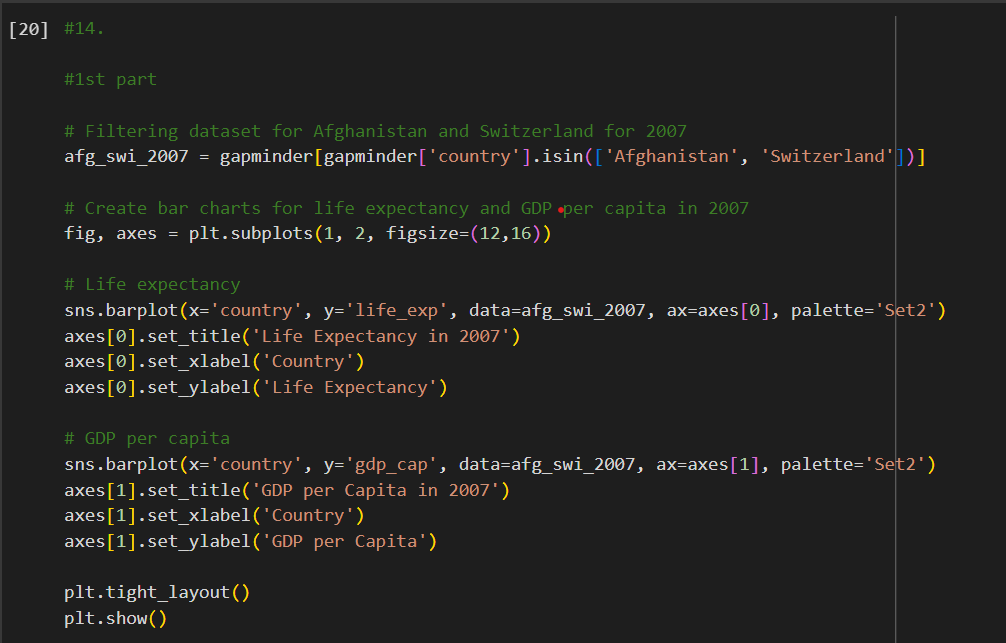 [20] #14.
#1st part
# Filtering dataset for Afghanistan and Switzerland for 2007
afg_swi_2007 = gapminder[gapminder['country'].isin(['Afghanistan', 'Switzerland'])]
# Create bar charts for life expectancy and GDP per capita in 2007
fig, axes = plt.subplots(1, 2, figsize=(12,16))
# Life expectancy
sns.barplot(x='country', y='life_exp', data=afg_swi_2007, ax=axes[0], palette='Set2')
axes[0].set_title('Life Expectancy in 2007')
axes[0].set_xlabel('Country')
axes[0].set_ylabel('Life Expectancy')
# GDP per capita
sns.barplot(x='country', y='gdp_cap', data=afg_swi_2007, ax=axes[1], palette='Set2')
axes[1].set_title('GDP per Capita in 2007')
axes[1].set_xlabel('Country')
axes[1].set_ylabel('GDP per Capita')
plt.tight_layout()
plt.show()